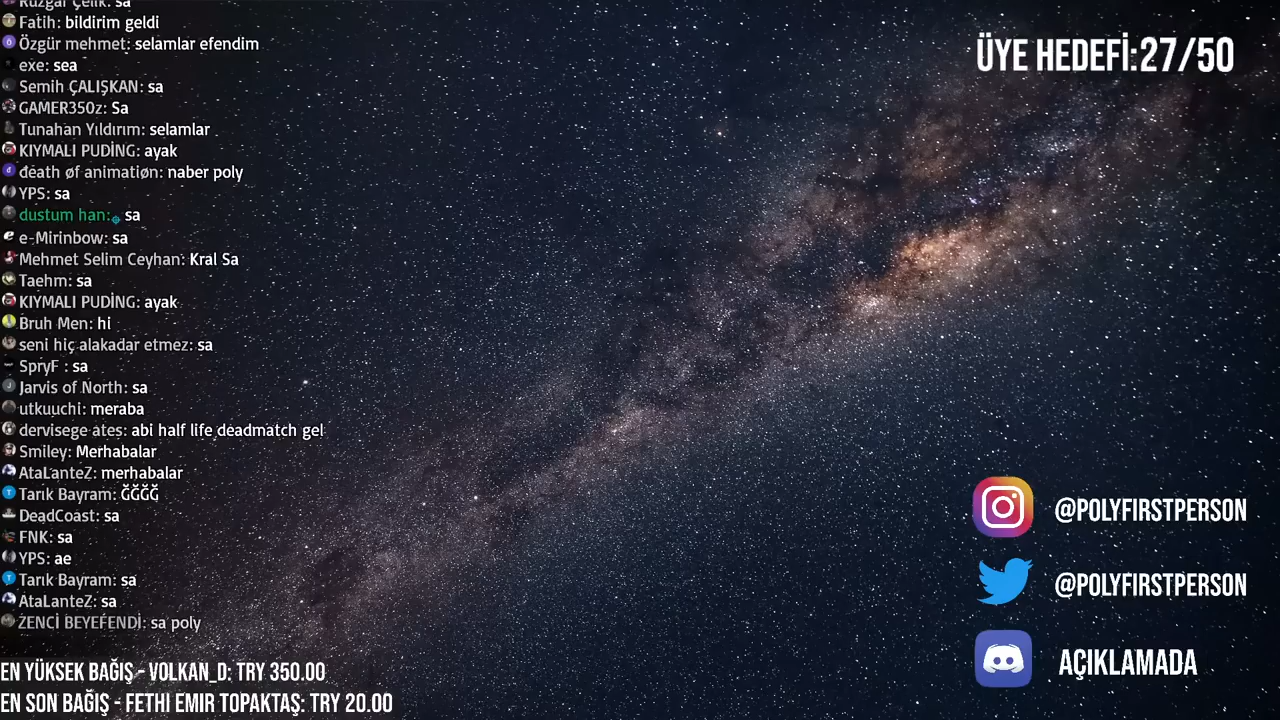 Rüzgar Çelik: sa
Fatih: bildirim geldi
Özgür mehmet: selamlar efendim
exe: sea
Semih ÇALIŞKAN: sa
GAMER350z: Sa
Tunahan Yıldırım: selamlar
KIYMALI PUDİNG: ayak
death øf animatiøn: naber poly
YPS: sa
dustum han: sa
e-Mirinbow: sa
Mehmet Selim Ceyhan: Kral Sa
Taehm: sa
KIYMALI PUDİNG: ayak
Bruh Men: hi
seni hiç alakadar etmez: sa
SpryF : sa
Jarvis of North: sa
utkuuchi: meraba
dervisege ates: abi half life deadmatch gel
Smiley: Merhabalar
AtaLanteZ: merhabalar
Tarık Bayram: ĞĞĞĞ
DeadCoast: sa
FNK: sa
YPS: ae
Tarık Bayram: sa
AtaLanteZ: sa
ZENCİ BEYEFENDİ: sa poly
EN YÜKSEK BAĞIŞ - VOLKAN_D: TRY 350.00
EN SON BAĞIŞ - FETHI EMIR TOPAKTAŞ: TRY 20.00
ÜYE HEDEFİ:27/50
@POLYFIRSTPERSON
@POLYFIRSTPERSON
AÇIKLAMADA